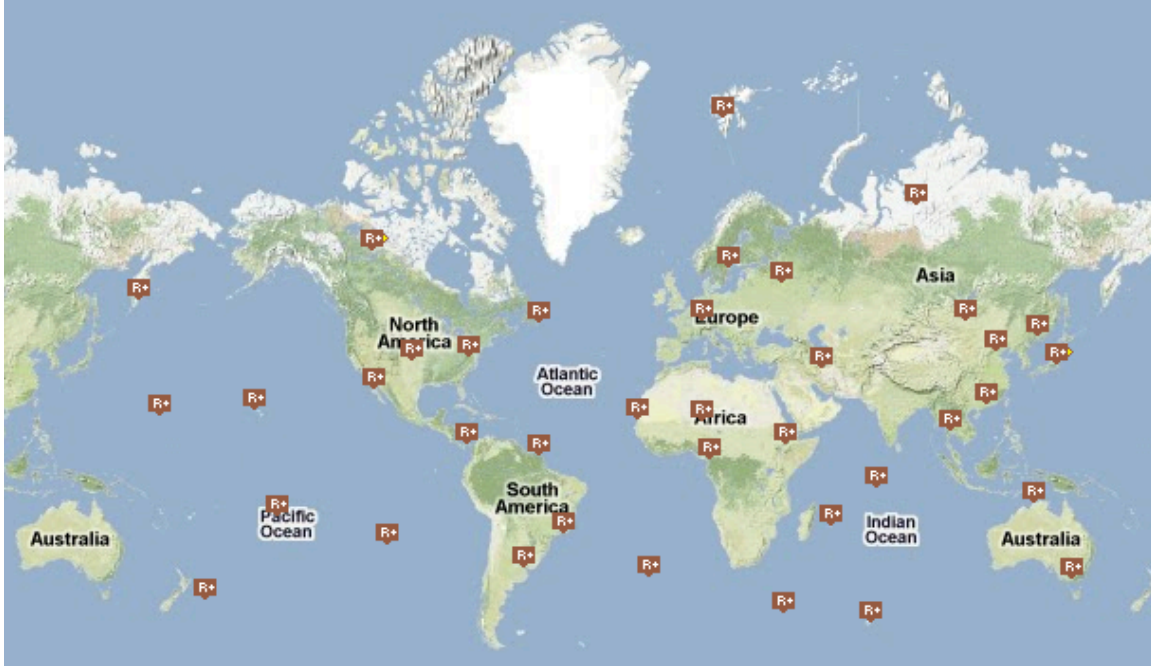 R+
R+
R+
R+
R+
Asia
R+
R+
R+
R+
Europe
R+
North
America
R+
R+
R+
R+
R+
R+
Atlantic
Ocean
R+
R+
R+
R+
R+
Africa
R+
R+
R+
R+
R+
R+
South
America
R+
R+
R+
R+
Pacific
Ocean
Indian
Ocean
R+
Australia
Australia
R+
R+
R+
R+
R+
R+